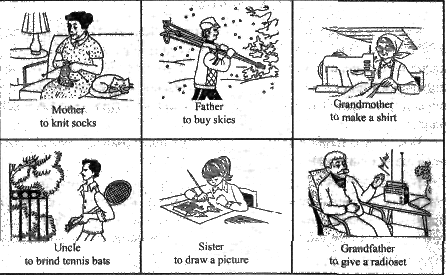 Mother
to knit socks
Father
to buy skies
Grandmother
to make a shirt
Uncle
to brind tennis bats
Sister
to draw a picture
Grandfather
to give a radioset